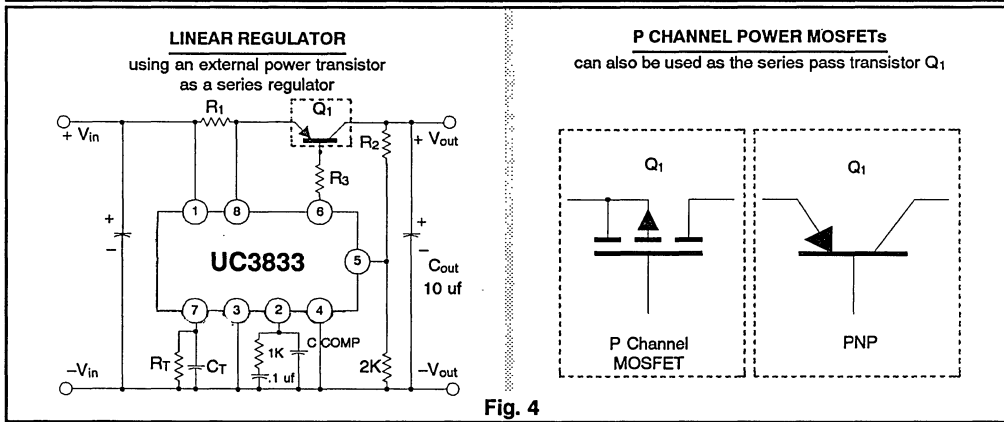 LINEAR REGULATOR
using an external power transistor
as a series regulator
R1
Q1
+ Vin
R2
+ Vout
R3
+
–
1
8
6
5
UC3833
+
–
Cout
10 uf
7
3
2
4
RT
CT
1K
.1 uf
C COMP
2K
–Vin
–Vout
P CHANNEL POWER MOSFETs
can also be used as the series pass transistor Q1
Q1
P Channel
MOSFET
Q1
PNP
Fig. 4